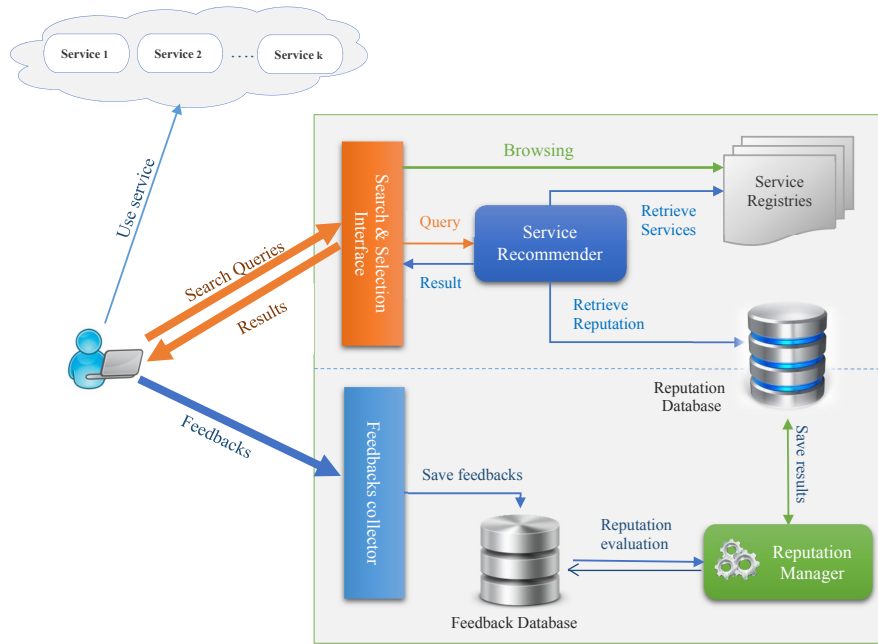 Service 1
Service 2
....
Service k
Use service
Search Queries
Results
Feedbacks
Search & Selection
Interface
Browsing
Query
Result
Service
Recommender
Retrieve
Services
Service
Registries
Retrieve
Reputation
Reputation
Database
Feedbacks collector
Save feedbacks
Feedback Database
Reputation
evaluation
Save results
Reputation
Manager